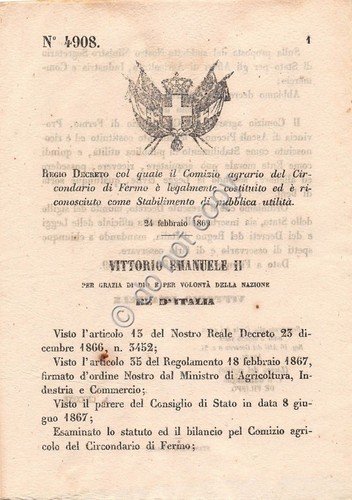 N° 4908. 1
REGIO DECRETO col quale il Comizio agrario del Cir-
condario di Fermo è legalmente costituito ed è ri-
conosciuto come Stabilimento di pubblica utilità.
24 febbraio 1869
VITTORIO EMANUELE II
PER GRAZIA DI DIO E PER VOLONTÀ DELLA NAZIONE
RE D'ITALIA
Visto l'articolo 13 del Nostro Reale Decreto 23 di-
cembre 1866, n. 3452;
Visto l'articolo 35 del Regolamento 18 febbraio 1867,
firmato d'ordine Nostro dal Ministro di Agricoltura, In-
dustria e Commercio;
Visto il parere del Consiglio di Stato in data 8 giu-
gno 1867;
Esaminato lo statuto ed il bilancio pel Comizio agri-
colo del Circondario di Fermo;